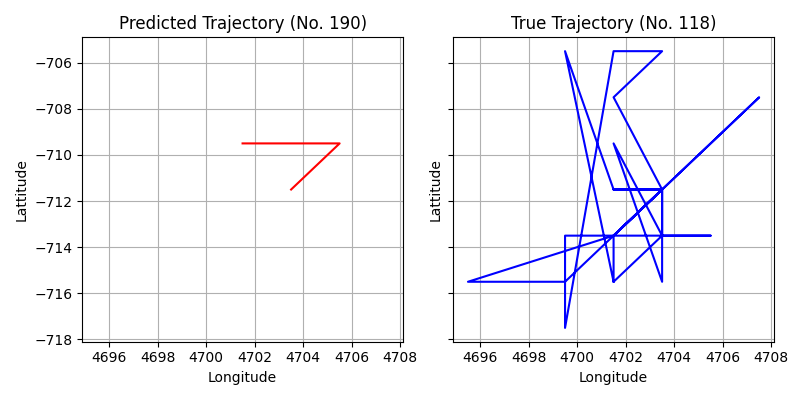 Predicted Trajectory (No. 190)
True Trajectory (No. 118)
Lattitude
−706
−708
−710
−712
−714
−716
−718
4696 4698 4700 4702 4704 4706 4708
Longitude
Lattitude
4696 4698 4700 4702 4704 4706 4708
Longitude